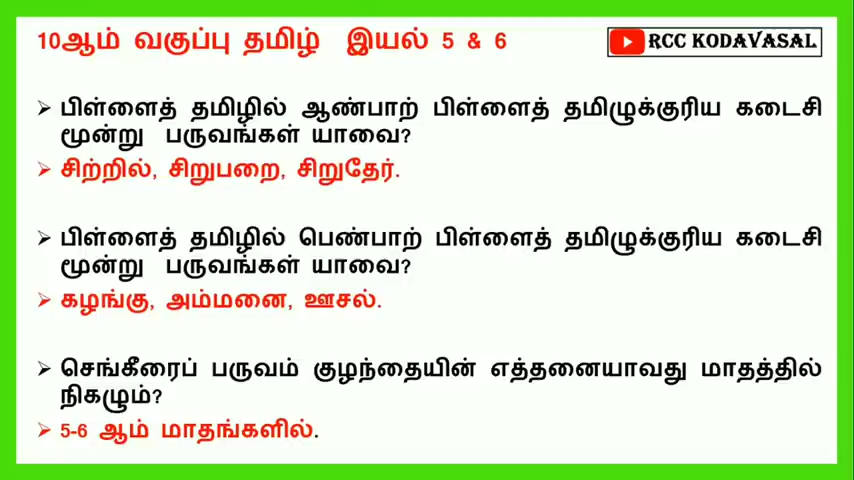 10ஆம் வகுப்பு தமிழ் இயல் 5 & 6
RCC KODAVASAL
➢ பிள்ளைத் தமிழில் ஆண்பாற் பிள்ளைத் தமிழுக்குரிய கடைசி
மூன்று பருவங்கள் யாவை?
➢ சிற்றில், சிறுபறை, சிறுதேர்.
➢ பிள்ளைத் தமிழில் பெண்பாற் பிள்ளைத் தமிழுக்குரிய கடைசி
மூன்று பருவங்கள் யாவை?
➢ கழங்கு, அம்மனை, ஊசல்.
➢ செங்கீரைப் பருவம் குழந்தையின் எத்தனையாவது மாதத்தில்
நிகழும்?
➢ 5-6 ஆம் மாதங்களில்.